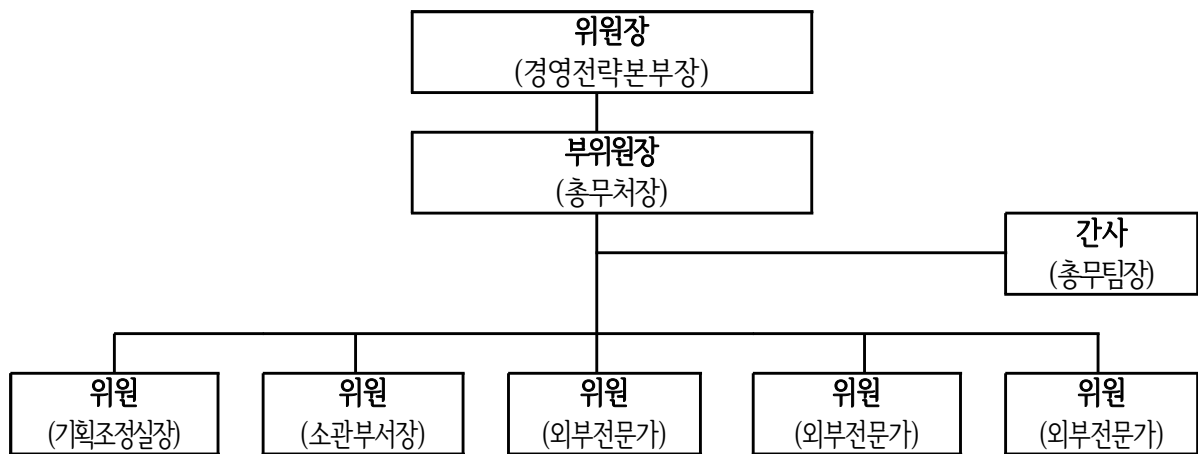 위원장
(경영전략본부장)
부위원장
(총무처장)
간사
(총무팀장)
위원
(기획조정실장)
위원
(소관부서장)
위원
(외부전문가)
위원
(외부전문가)
위원
(외부전문가)